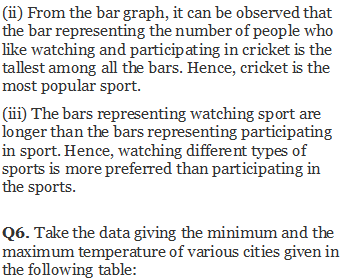 (ii) From the bar graph, it can be observed that
the bar representing the number of people who
like watching and participating in cricket is the
tallest among all the bars. Hence, cricket is the
most popular sport.
(iii) The bars representing watching sport are
longer than the bars representing participating
in sport. Hence, watching different types of
sports is more preferred than participating in
the sports.
Q6. Take the data giving the minimum and the
maximum temperature of various cities given in
the following table: